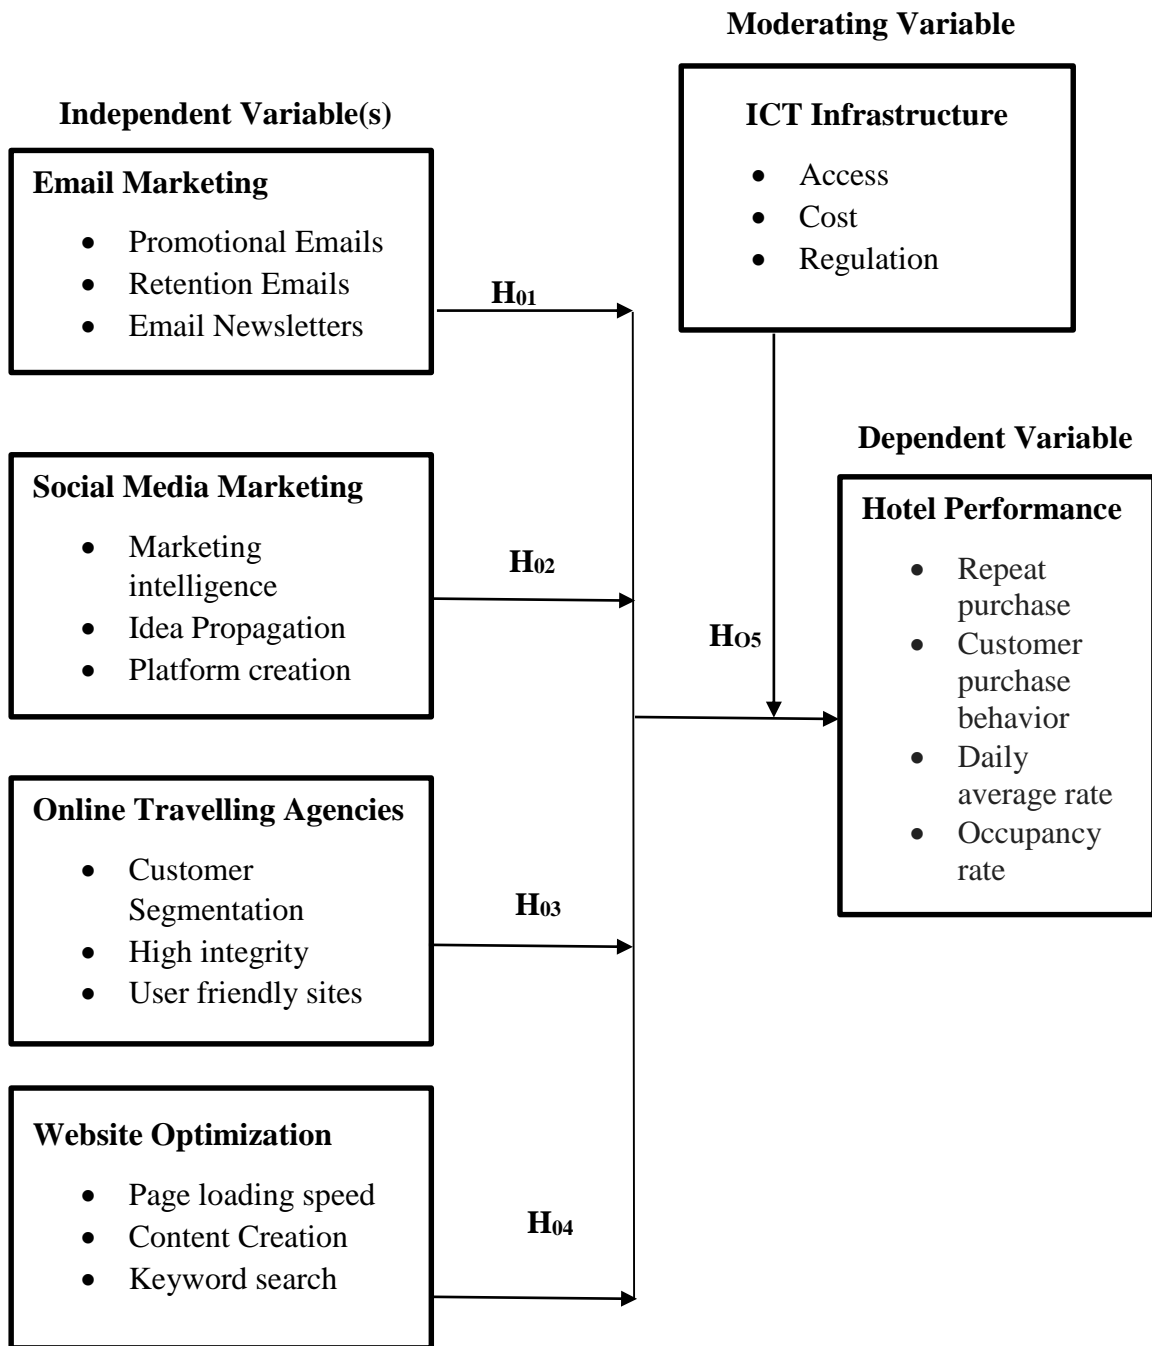 Moderating Variable
ICT Infrastructure
• Access
• Cost
• Regulation
Independent Variable(s)
Email Marketing
• Promotional Emails
• Retention Emails
• Email Newsletters
H01
Social Media Marketing
• Marketing
intelligence
• Idea Propagation
• Platform creation
H02
Online Travelling Agencies
• Customer
Segmentation
• High integrity
• User friendly sites
H03
Website Optimization
• Page loading speed
• Content Creation
• Keyword search
H04
HO5
Dependent Variable
Hotel Performance
• Repeat
purchase
• Customer
purchase
behavior
• Daily
average rate
• Occupancy
rate